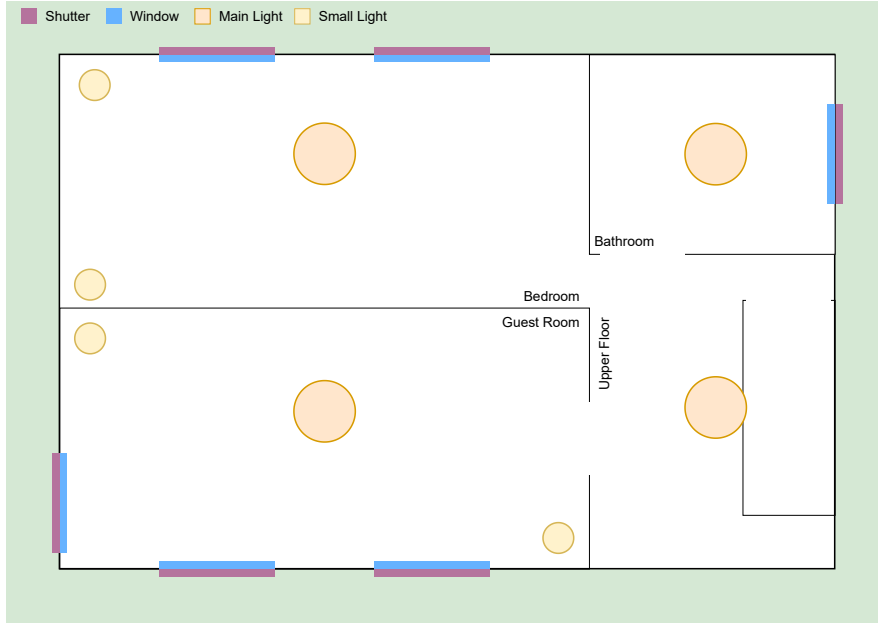 Shutter
Window
Main Light
Small Light
Bathroom
Bedroom
Guest Room
Upper Floor